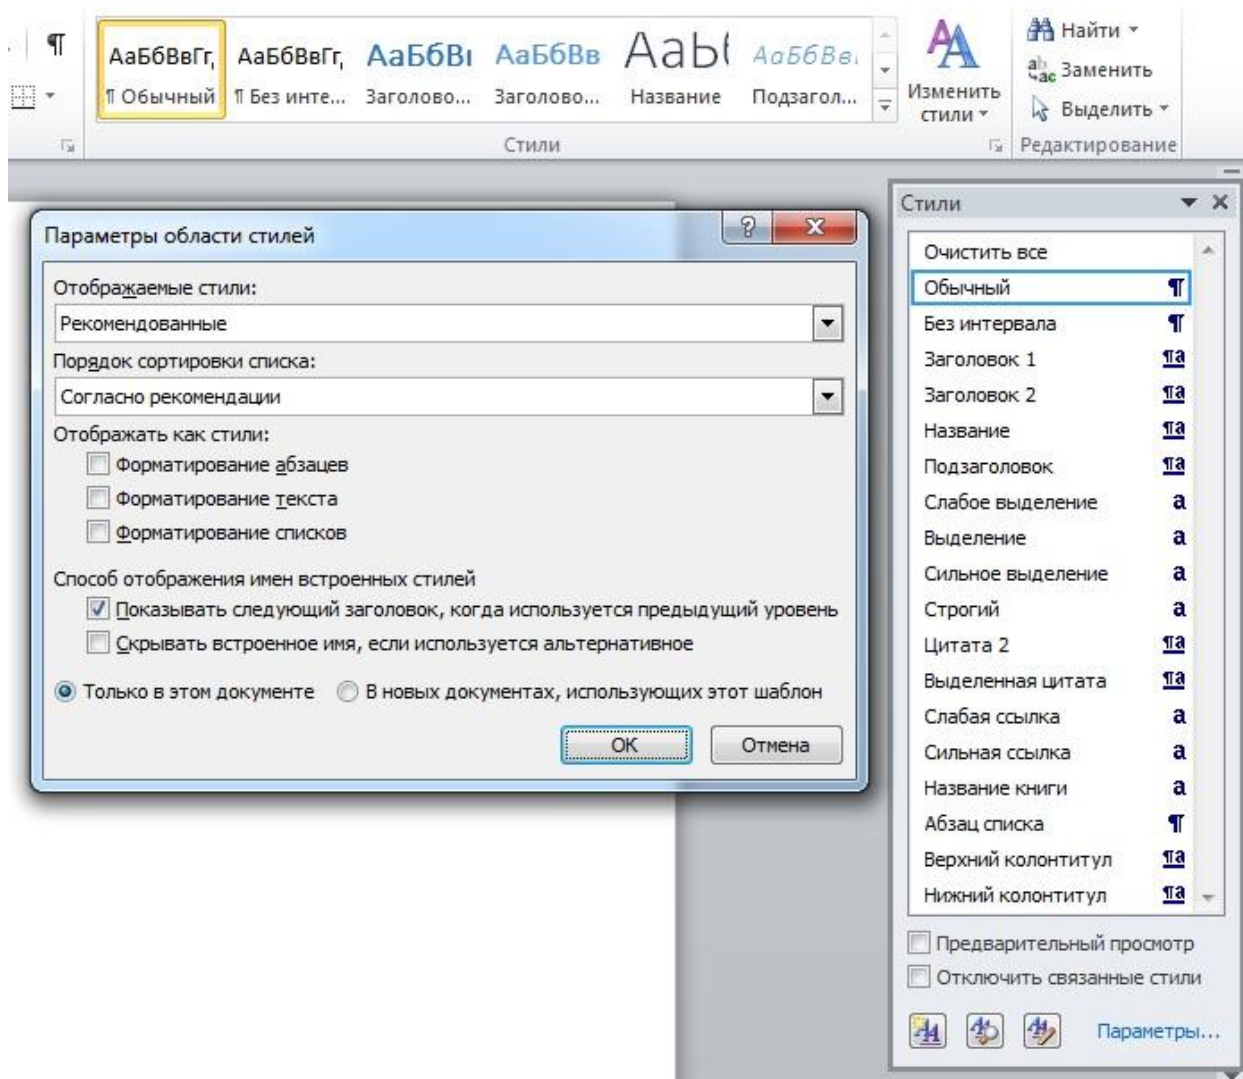 ¶
АаБбВвГг, АаБбВвГг, АаБбВı АаБбВв АаЫ АаБбВвı
¶ Обычный ¶ Без инте... Заголово... Заголово... Название Подзагол...
Изменить стили
Найти
Заменить
Выделить
Стили
Редактирование
Параметры области стилей
Отображаемые стили:
Рекомендованные
Порядок сортировки списка:
Согласно рекомендации
Отображать как стили:
Форматирование абзацев
Форматирование текста
Форматирование списков
Способ отображения имен встроенных стилей
Показывать следующий заголовок, когда используется предыдущий уровень
Скрывать встроенное имя, если используется альтернативное
Только в этом документе В новых документах, использующих этот шаблон
ОК Отмена
Стили
Очистить все
Обычный ¶
Без интервала ¶
Заголовок 1 ¶a
Заголовок 2 ¶a
Название ¶a
Подзаголовок ¶a
Слабое выделение a
Выделение a
Сильное выделение a
Строгий a
Цитата 2 ¶a
Выделенная цитата ¶a
Слабая ссылка a
Сильная ссылка a
Название книги a
Абзац списка ¶
Верхний колонтитул ¶a
Нижний колонтитул ¶a
Предварительный просмотр
Отключить связанные стили
Параметры...